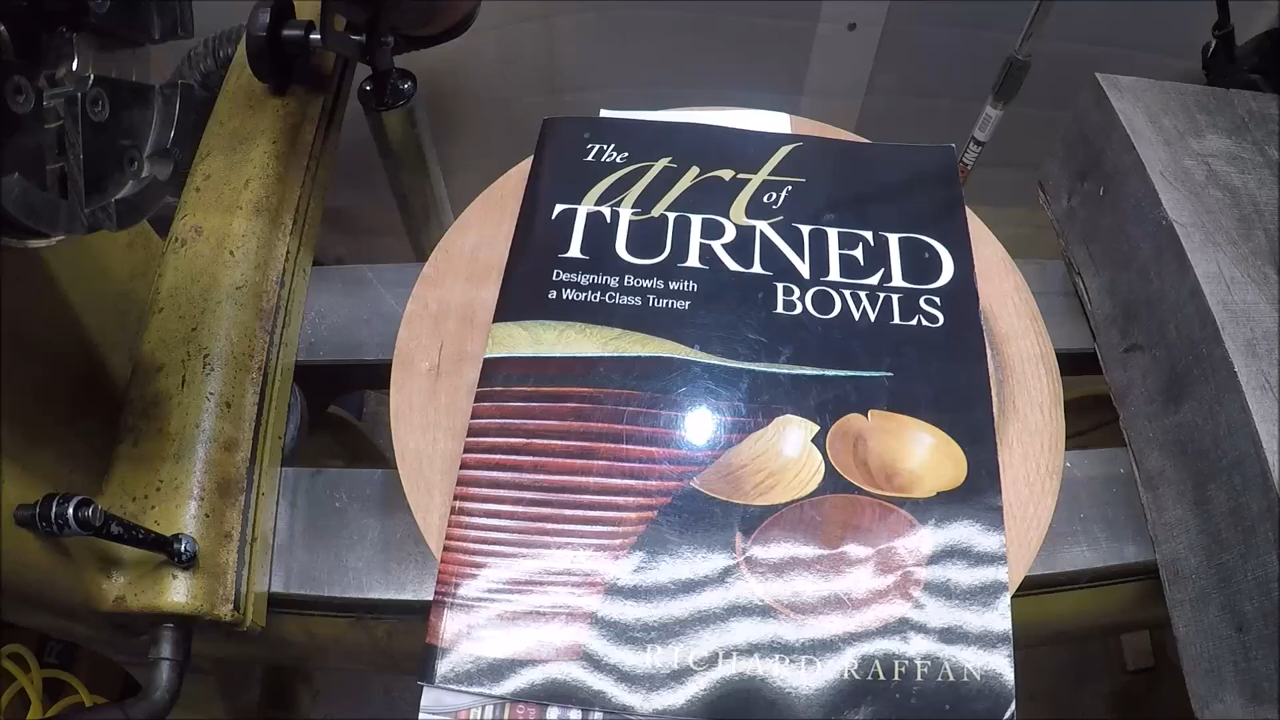 The art of
TURNED
BOWLS
Designing Bowls with
a World-Class Turner
RICHARD RAFFAN